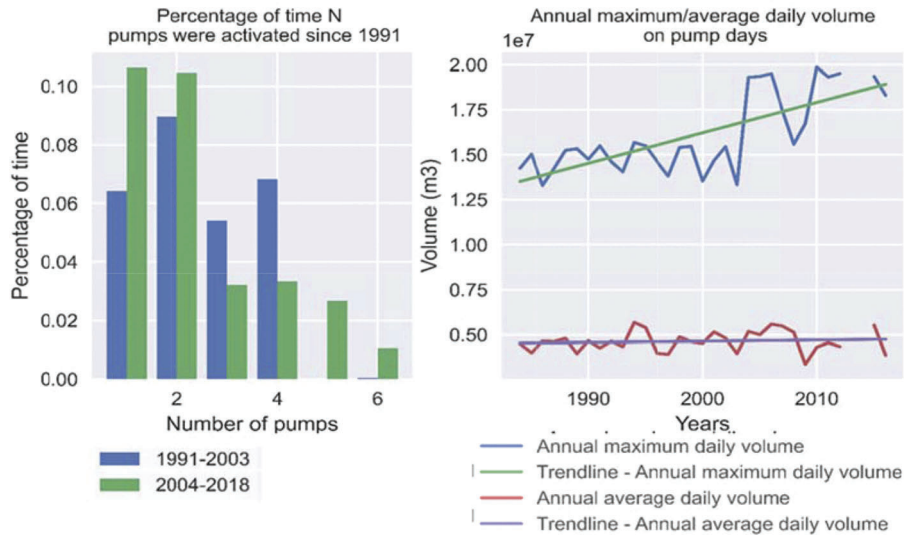 Percentage of time N
pumps were activated since 1991
Percentage of time
0.10
0.08
0.06
0.04
0.02
0.00
2
4
6
Number of pumps
1991-2003
2004-2018
Annual maximum/average daily volume
on pump days
1e7
Volume (m3)
2.00
1.75
1.50
1.25
1.00
0.75
0.50
1990
2000
2010
Years
Annual maximum daily volume
Trendline - Annual maximum daily volume
Annual average daily volume
Trendline - Annual average daily volume